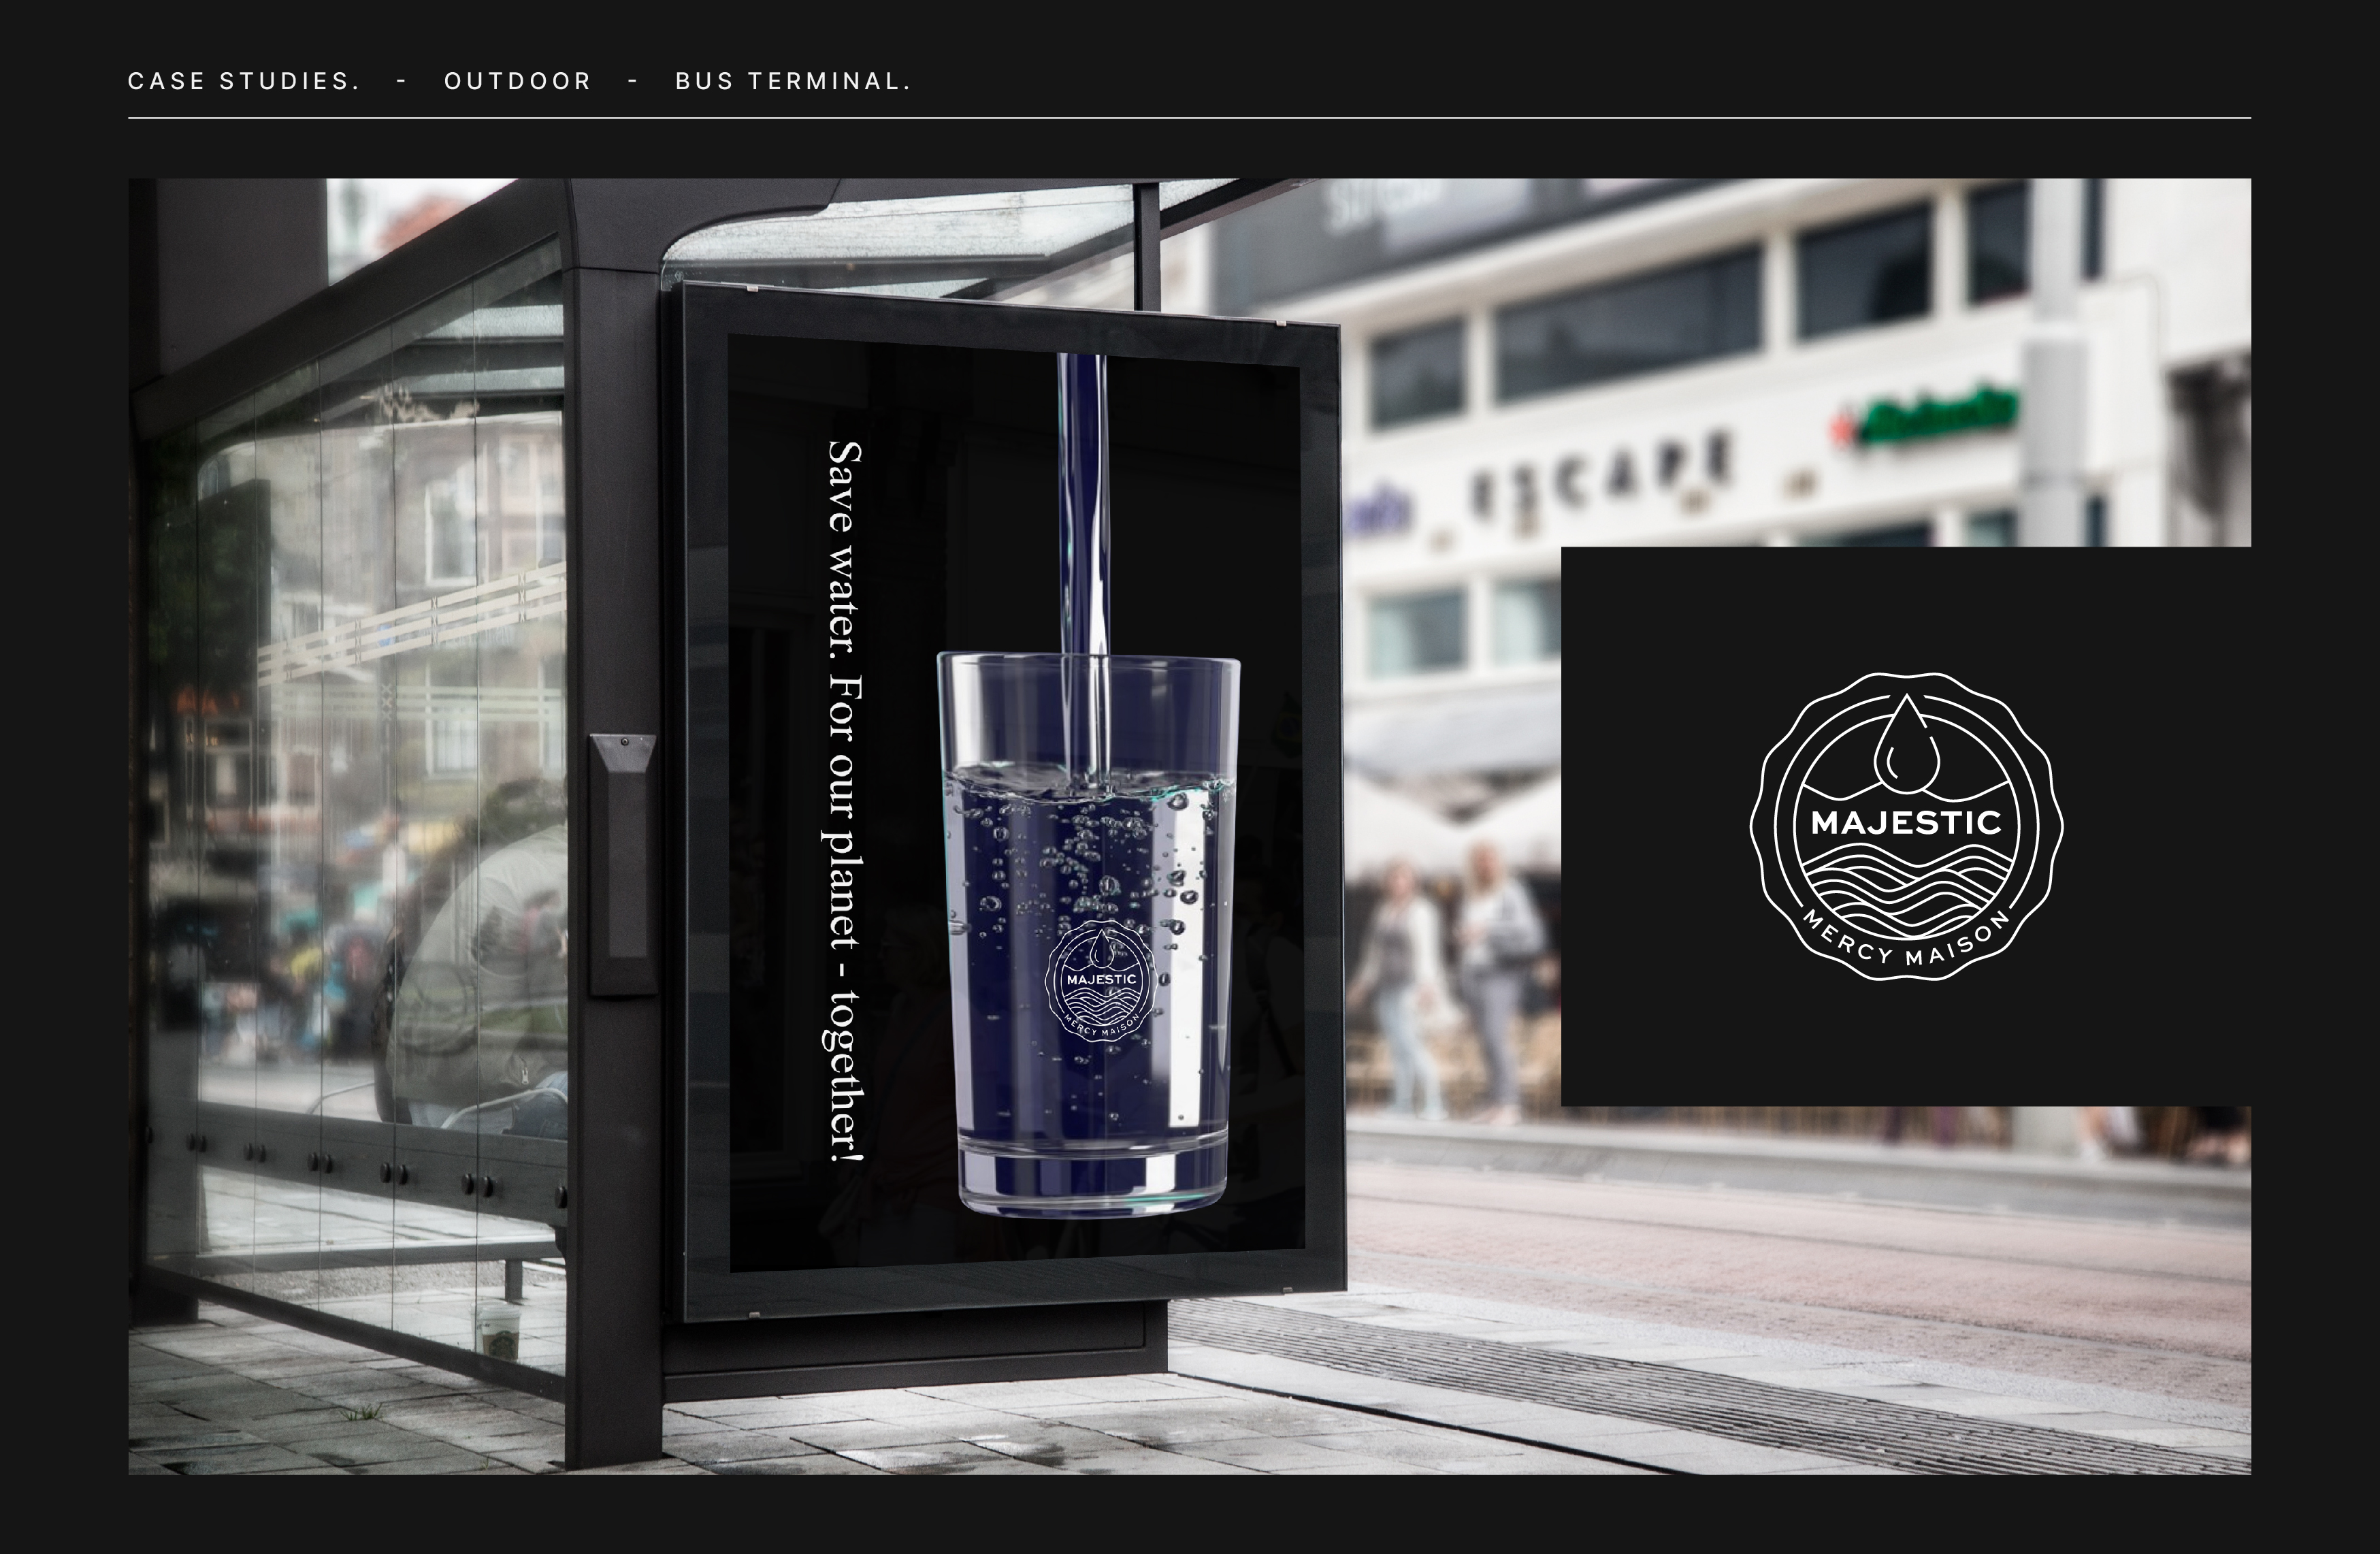 CASE STUDIES. - OUTDOOR - BUS TERMINAL.
Save water. For our planet - together!
MAJESTIC
MERCY MAISON
ESCAPE
MAJESTIC
MERCY MAISON